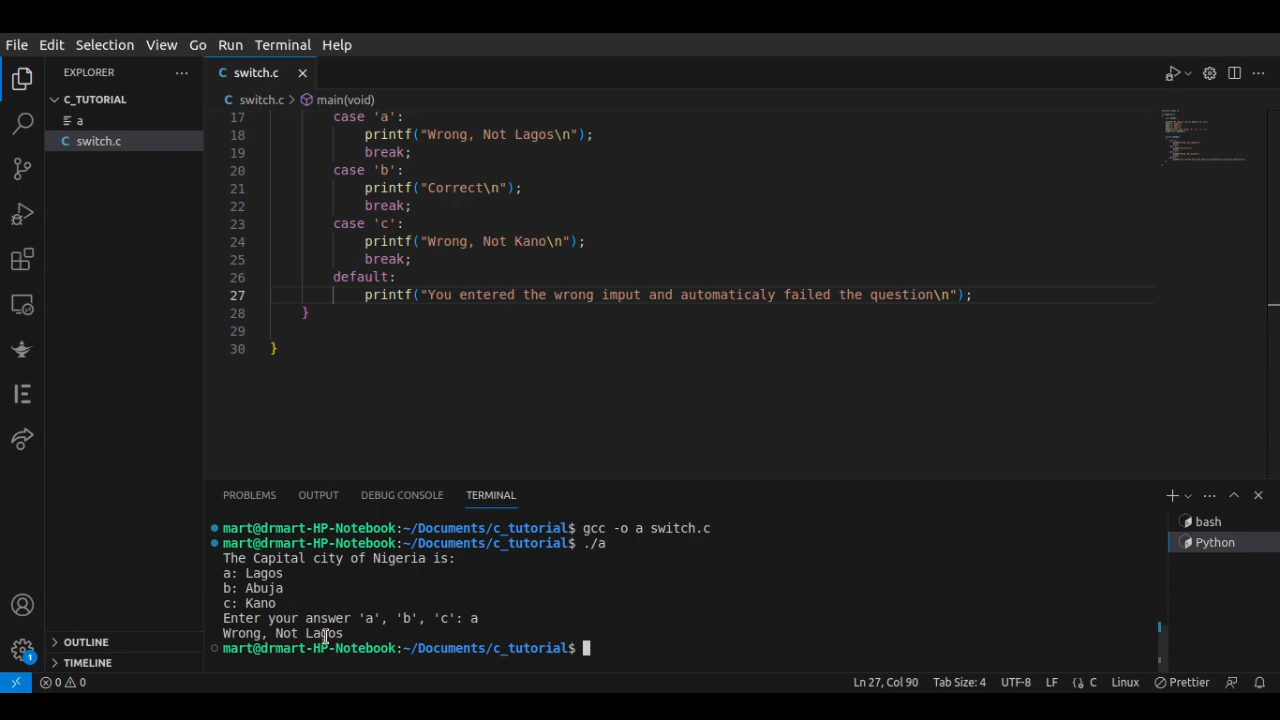 File Edit Selection View Go Run Terminal Help
EXPLORER
C_TUTORIAL
a
C switch.c
OUTLINE
TIMELINE
C switch.c
C switch.c > main(void)
17 case 'a':
18 printf("Wrong, Not Lagos\n");
19 break;
20 case 'b':
21 printf("Correct\n");
22 break;
23 case 'c':
24 printf("Wrong, Not Kano\n");
25 break;
26 default:
27 printf("You entered the wrong imput and automaticaly failed the question\n");
28 }
29
30 }
PROBLEMS OUTPUT DEBUG CONSOLE TERMINAL
mart@drmart-HP-Notebook:~/Documents/c_tutorial$ gcc -o a switch.c
mart@drmart-HP-Notebook:~/Documents/c_tutorial$ ./a
The Capital city of Nigeria is:
a: Lagos
b: Abuja
c: Kano
Enter your answer 'a', 'b', 'c': a
Wrong, Not Lagos
mart@drmart-HP-Notebook:~/Documents/c_tutorial$
bash
Python
1
0 0
Ln 27, Col 90 Tab Size: 4 UTF-8 LF {} C Linux Prettier